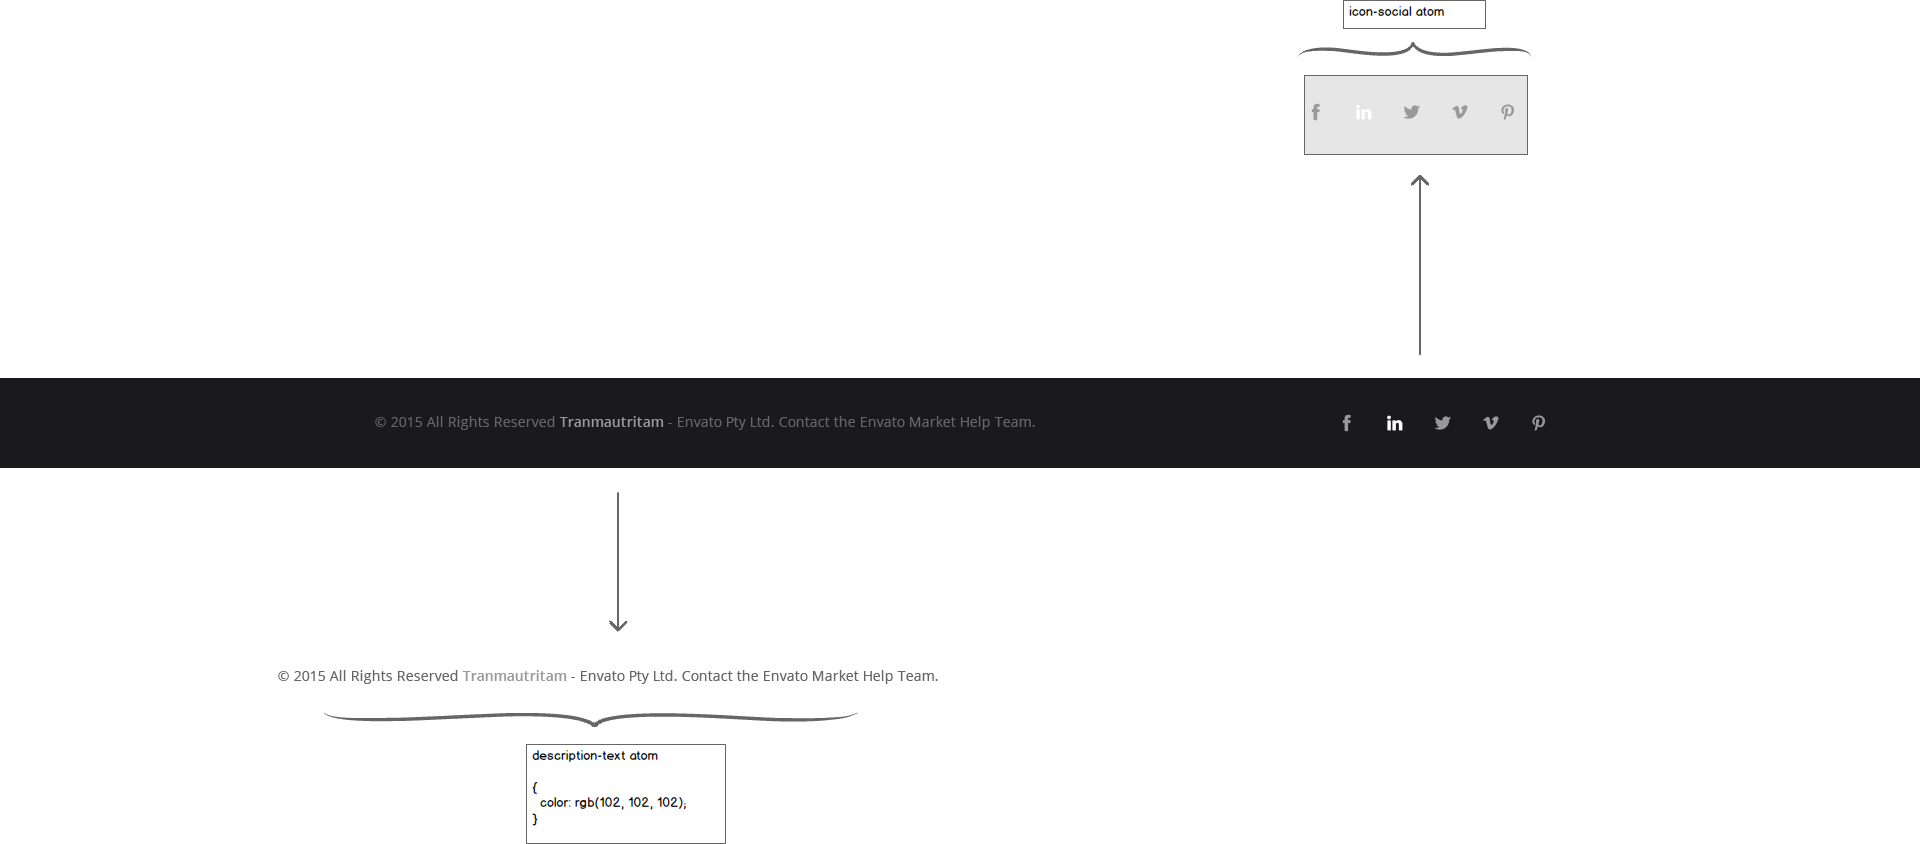 icon-social atom
© 2015 All Rights Reserved Tranmautritam - Envato Pty Ltd. Contact the Envato Market Help Team.
© 2015 All Rights Reserved Tranmautritam - Envato Pty Ltd. Contact the Envato Market Help Team.
description-text atom
{
color: rgb(102, 102, 102);
}